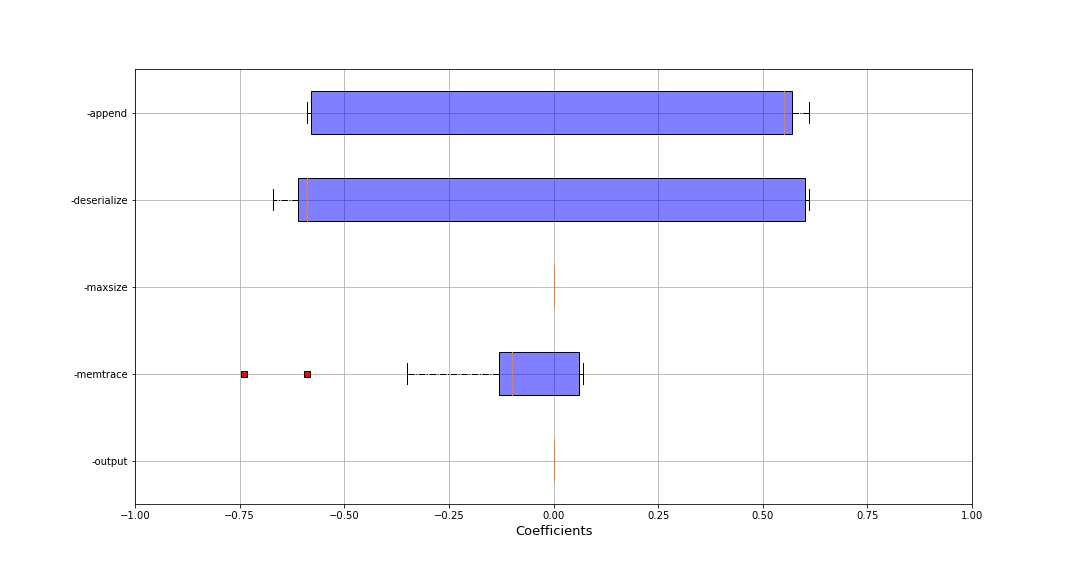 -append
-deserialize
-maxsize
-memtrace
-output
−1.00 −0.75 −0.50 −0.25 0.00 0.25 0.50 0.75 1.00
Coefficients